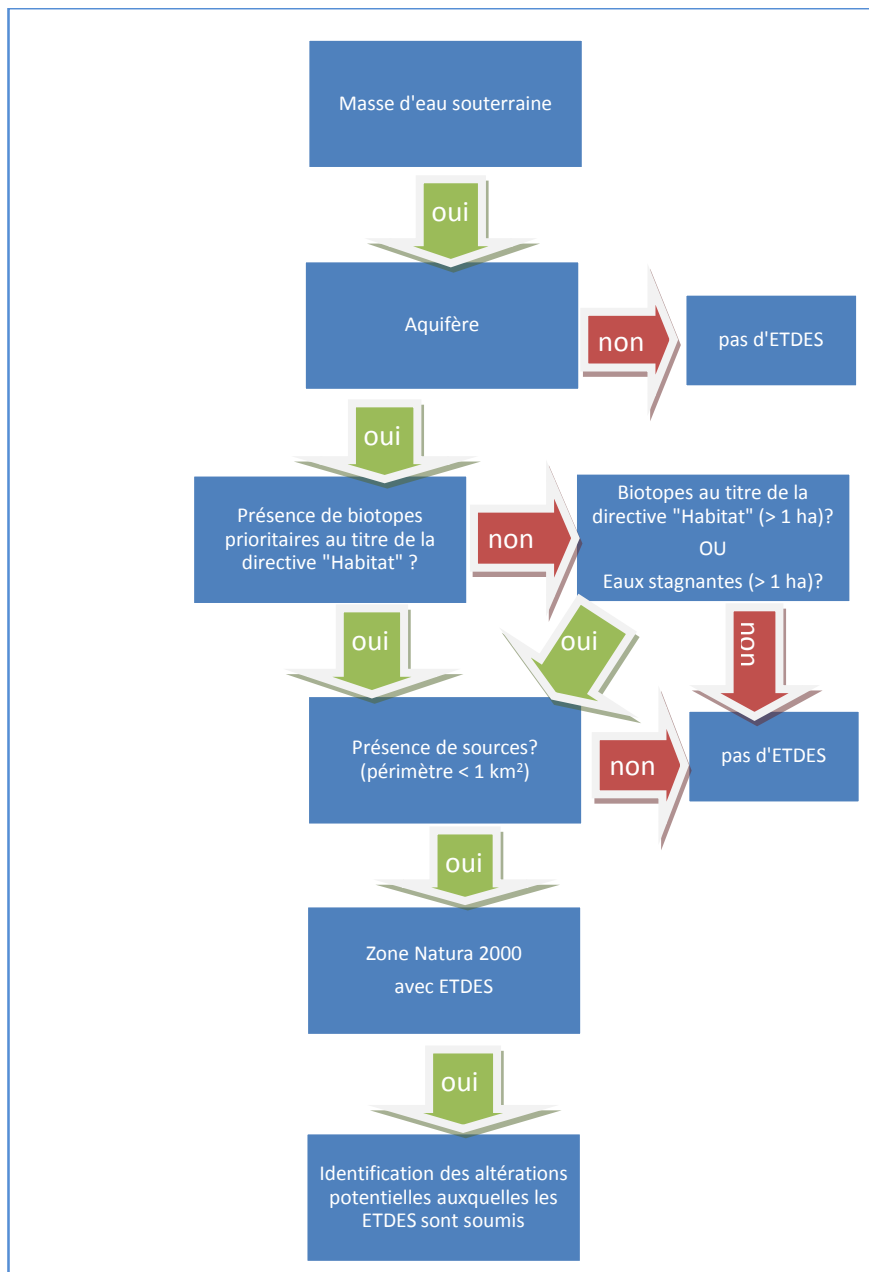 Masse d'eau souterraine
oui
Aquifère
non
pas d'ETDES
oui
Présence de biotopes
prioritaires au titre de la
directive "Habitat" ?
non
Biotopes au titre de la
directive "Habitat" (> 1 ha)?
OU
Eaux stagnantes (> 1 ha)?
oui
oui
non
Présence de sources?
(périmètre < 1 km²)
non
pas d'ETDES
oui
Zone Natura 2000
avec ETDES
oui
Identification des altérations
potentielles auxquelles les
ETDES sont soumis